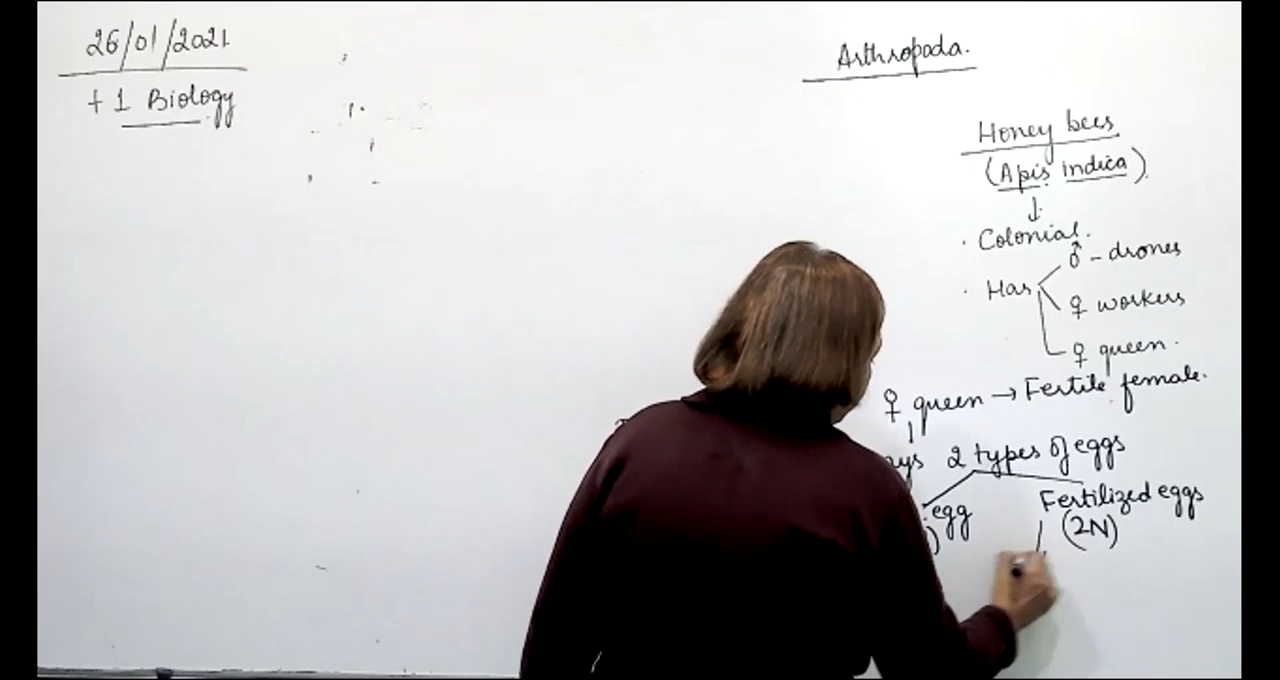 26/01/2021
+1 Biology
Arthropoda.
Honey bees
(Apis indica)
↓
· Colonial.
· Has
♂ - drones
♀ workers
♀ queen.
♀ queen → Fertile female.
2 types of eggs
egg
Fertilized eggs
(2N)